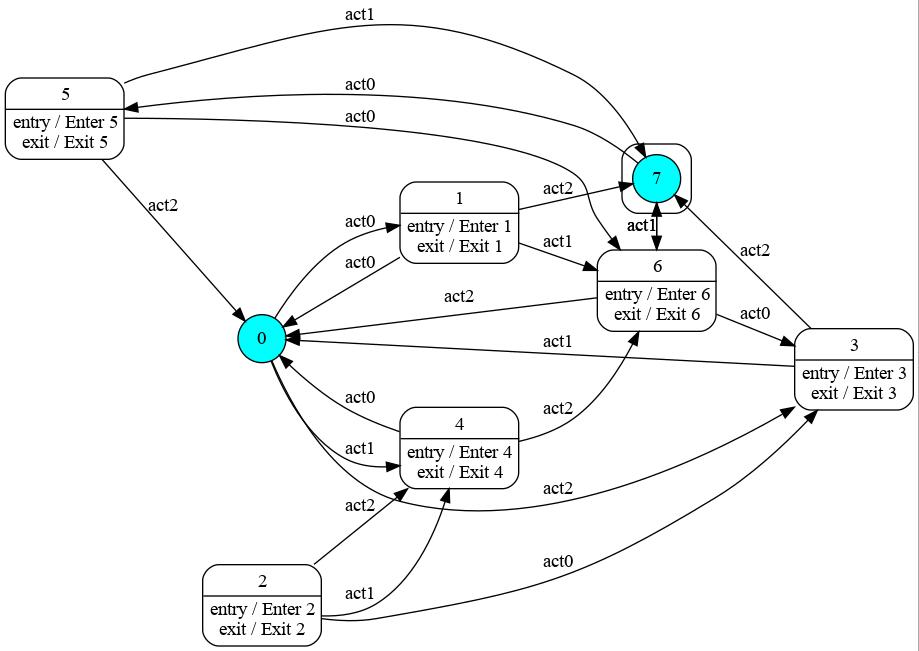 act1
act0
5
entry / Enter 5
exit / Exit 5
act0
act2
7
1
entry / Enter 1
exit / Exit 1
act2
act0
act1
act1
act0
6
entry / Enter 6
exit / Exit 6
act2
act2
act0
0
act1
3
entry / Enter 3
exit / Exit 3
act0
4
entry / Enter 4
exit / Exit 4
act2
act1
act2
act2
2
entry / Enter 2
exit / Exit 2
act0
act1